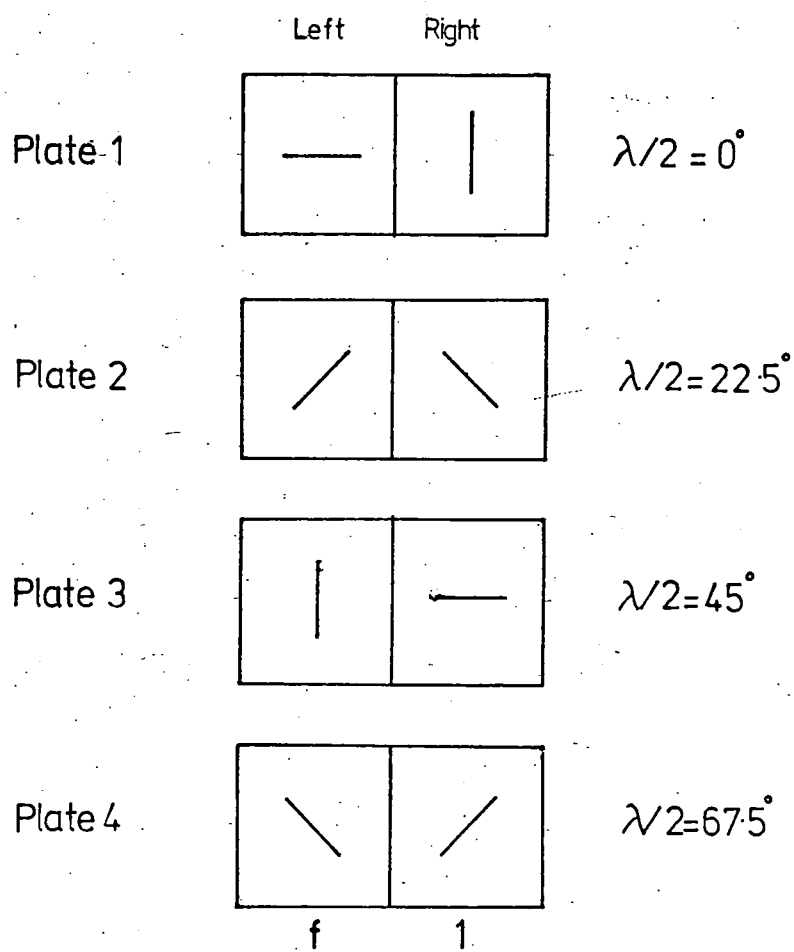 Left Right
Plate 1 λ/2 = 0°
Plate 2 λ/2=22·5°
Plate 3 λ/2=45°
Plate 4 λ/2=67·5°
f 1